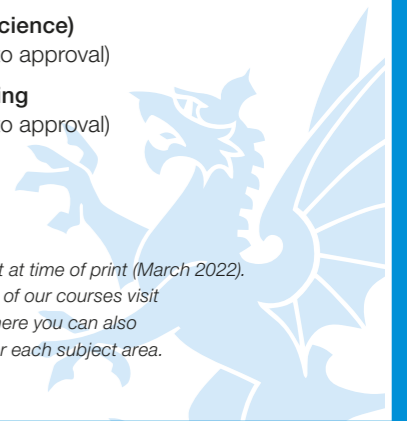 cience)
o approval)
ing
o approval)
t at time of print (March 2022).
of our courses visit
here you can also
r each subject area.